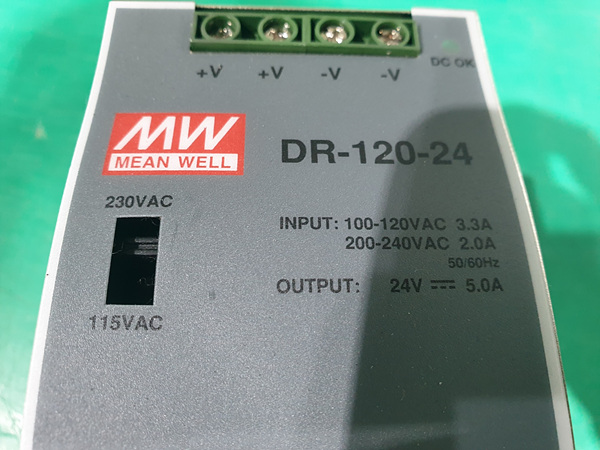 +V +V -V -V
DC OK
MW
MEAN WELL
DR-120-24
230VAC
115VAC
INPUT: 100-120VAC 3.3A
200-240VAC 2.0A
50/60Hz
OUTPUT: 24V ⎓ 5.0A